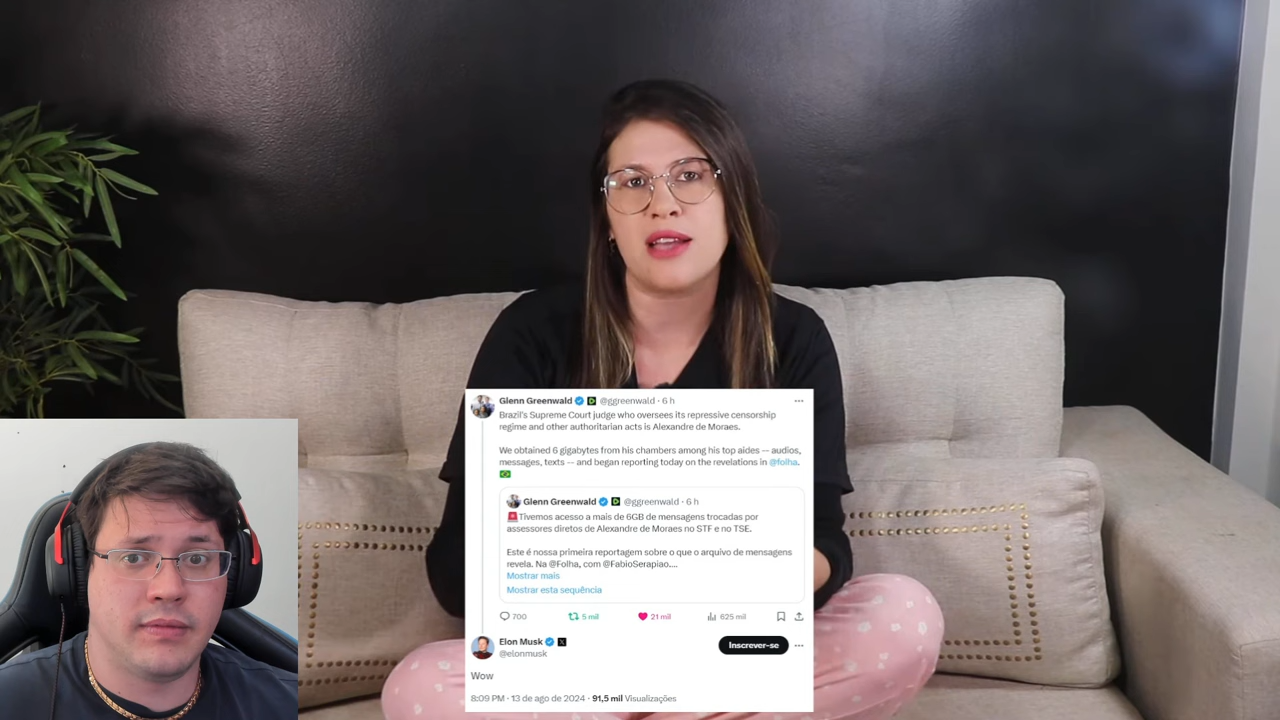 Glenn Greenwald @ggreenwald · 6 h
Brazil's Supreme Court judge who oversees its repressive censorship
regime and other authoritarian acts is Alexandre de Moraes.
We obtained 6 gigabytes from his chambers among his top aides — audios,
messages, texts — and began reporting today on the revelations in @folha.
Glenn Greenwald @ggreenwald · 6 h
🚨Tivemos acesso a mais de 6GB de mensagens trocadas por
assessores diretos de Alexandre de Moraes no STF e no TSE.
Este é nossa primeira reportagem sobre o que o arquivo de mensagens
revela. Na @Folha, com @FabioSerapiao....
Mostrar mais
Mostrar esta sequência
700 5 mil 21 mil 625 mil
Elon Musk X
Inscrever-se
@elonmusk
Wow
8:09 PM · 13 de ago de 2024 · 91,5 mil Visualizações